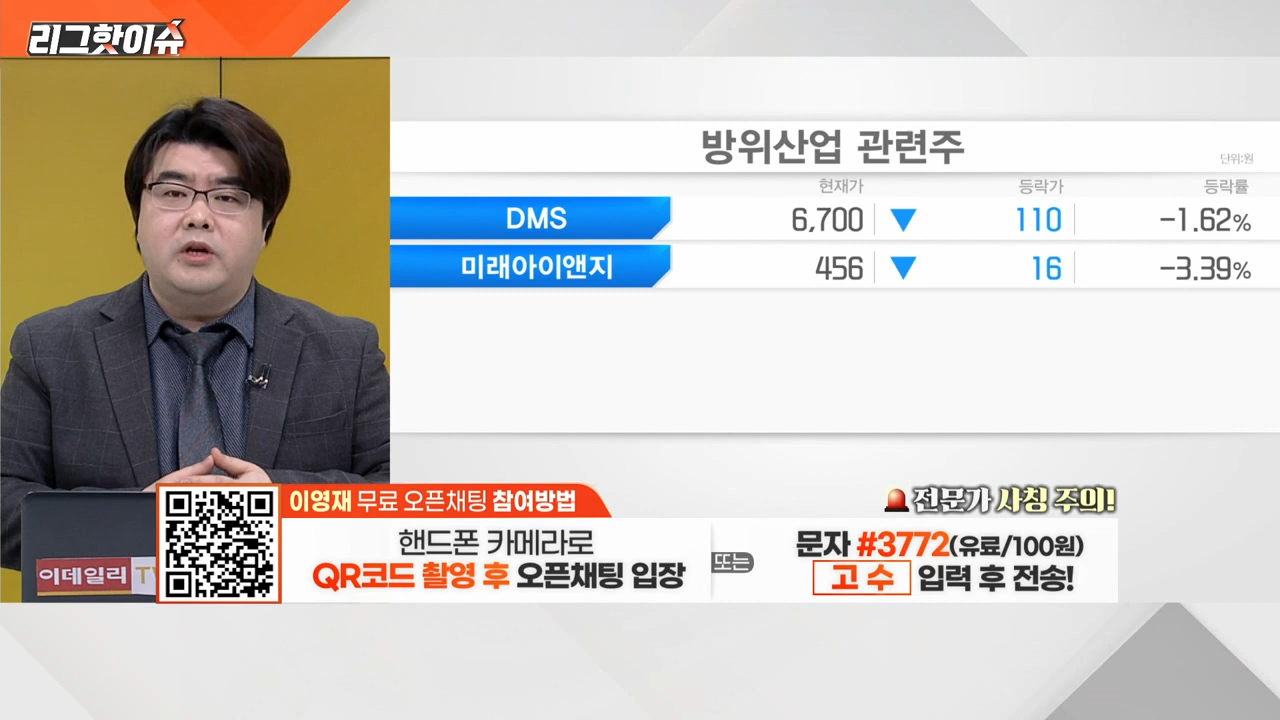 리그핫이슈
방위산업 관련주
단위:원
현재가 등락가 등락률
DMS 6,700 ▼ 110 -1.62%
미래아이앤지 456 ▼ 16 -3.39%
이영재 무료 오픈채팅 참여방법
핸드폰 카메라로
QR코드 촬영 후 오픈채팅 입장
또는
전문가 사칭 주의!
문자 #3772(유료/100원)
고 수 입력 후 전송!
이데일리 TV